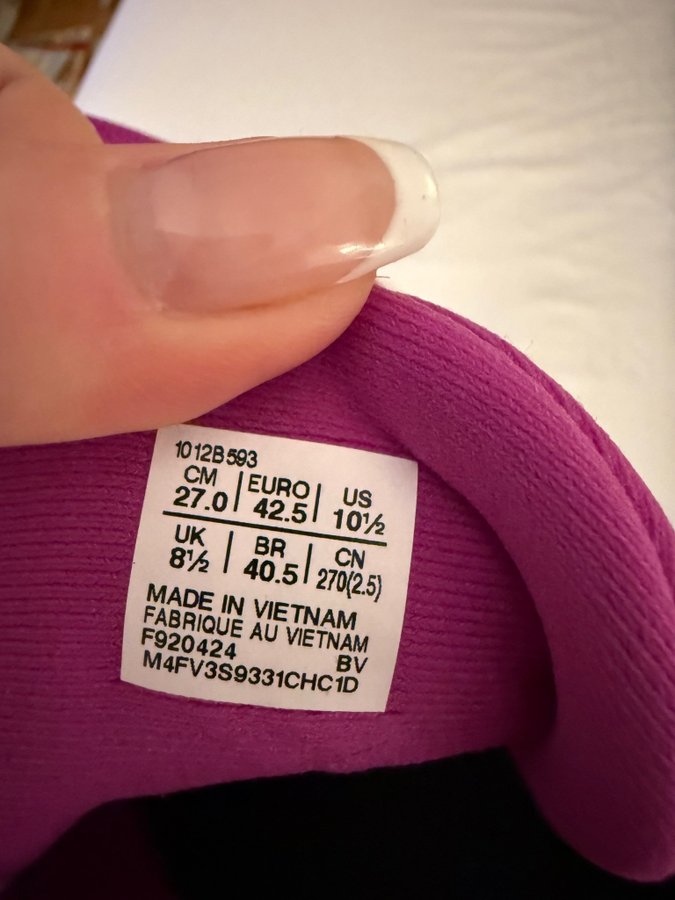 1012B593
CM | EURO | US
27.0 | 42.5 | 10½
UK | BR | CN
8½ | 40.5 | 270(2.5)
MADE IN VIETNAM
FABRIQUE AU VIETNAM
F920424 BV
M4FV3S9331CHC1D